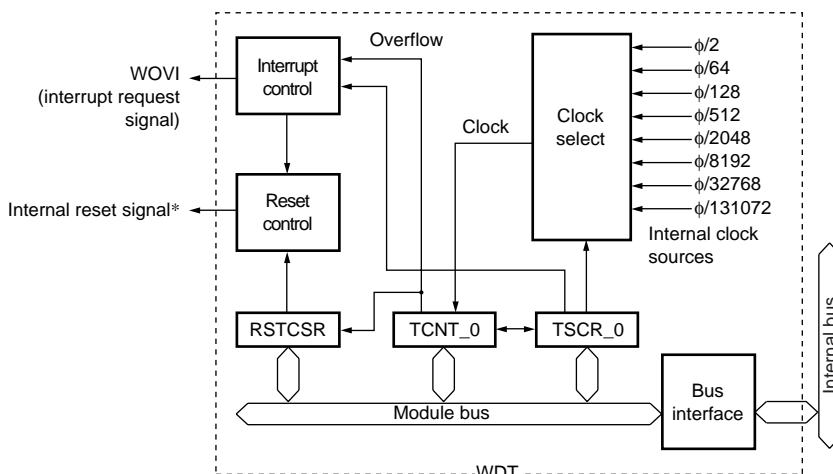 Overflow
WOVI
(interrupt request
signal)
Interrupt
control
Clock
select
Clock
ϕ/2
ϕ/64
ϕ/128
ϕ/512
ϕ/2048
ϕ/8192
ϕ/32768
ϕ/131072
Internal clock
sources
Internal reset signal*
Reset
control
RSTCSR
TCNT_0
TSCR_0
Module bus
Bus
interface
Internal bus
WDT